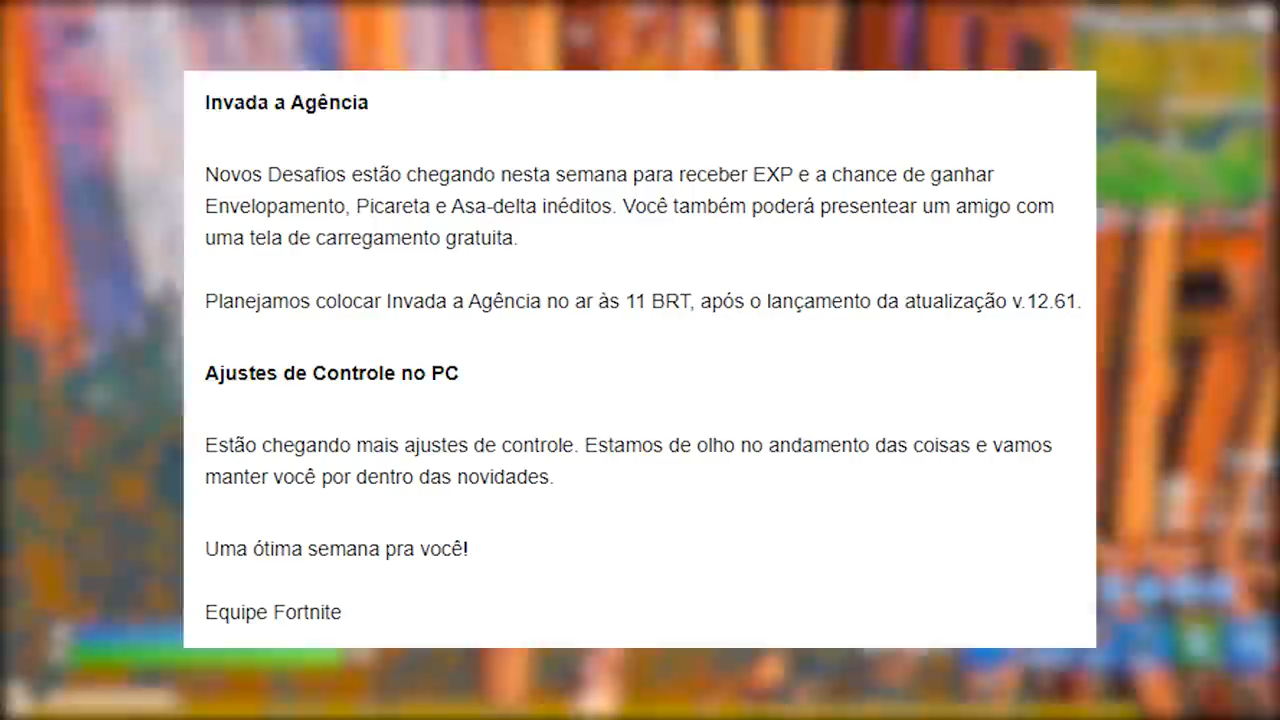 Invada a Agência
Novos Desafios estão chegando nesta semana para receber EXP e a chance de ganhar
Envelopamento, Picareta e Asa-delta inéditos. Você também poderá presentear um amigo com
uma tela de carregamento gratuita.
Planejamos colocar Invada a Agência no ar às 11 BRT, após o lançamento da atualização v.12.61.
Ajustes de Controle no PC
Estão chegando mais ajustes de controle. Estamos de olho no andamento das coisas e vamos
manter você por dentro das novidades.
Uma ótima semana pra você!
Equipe Fortnite